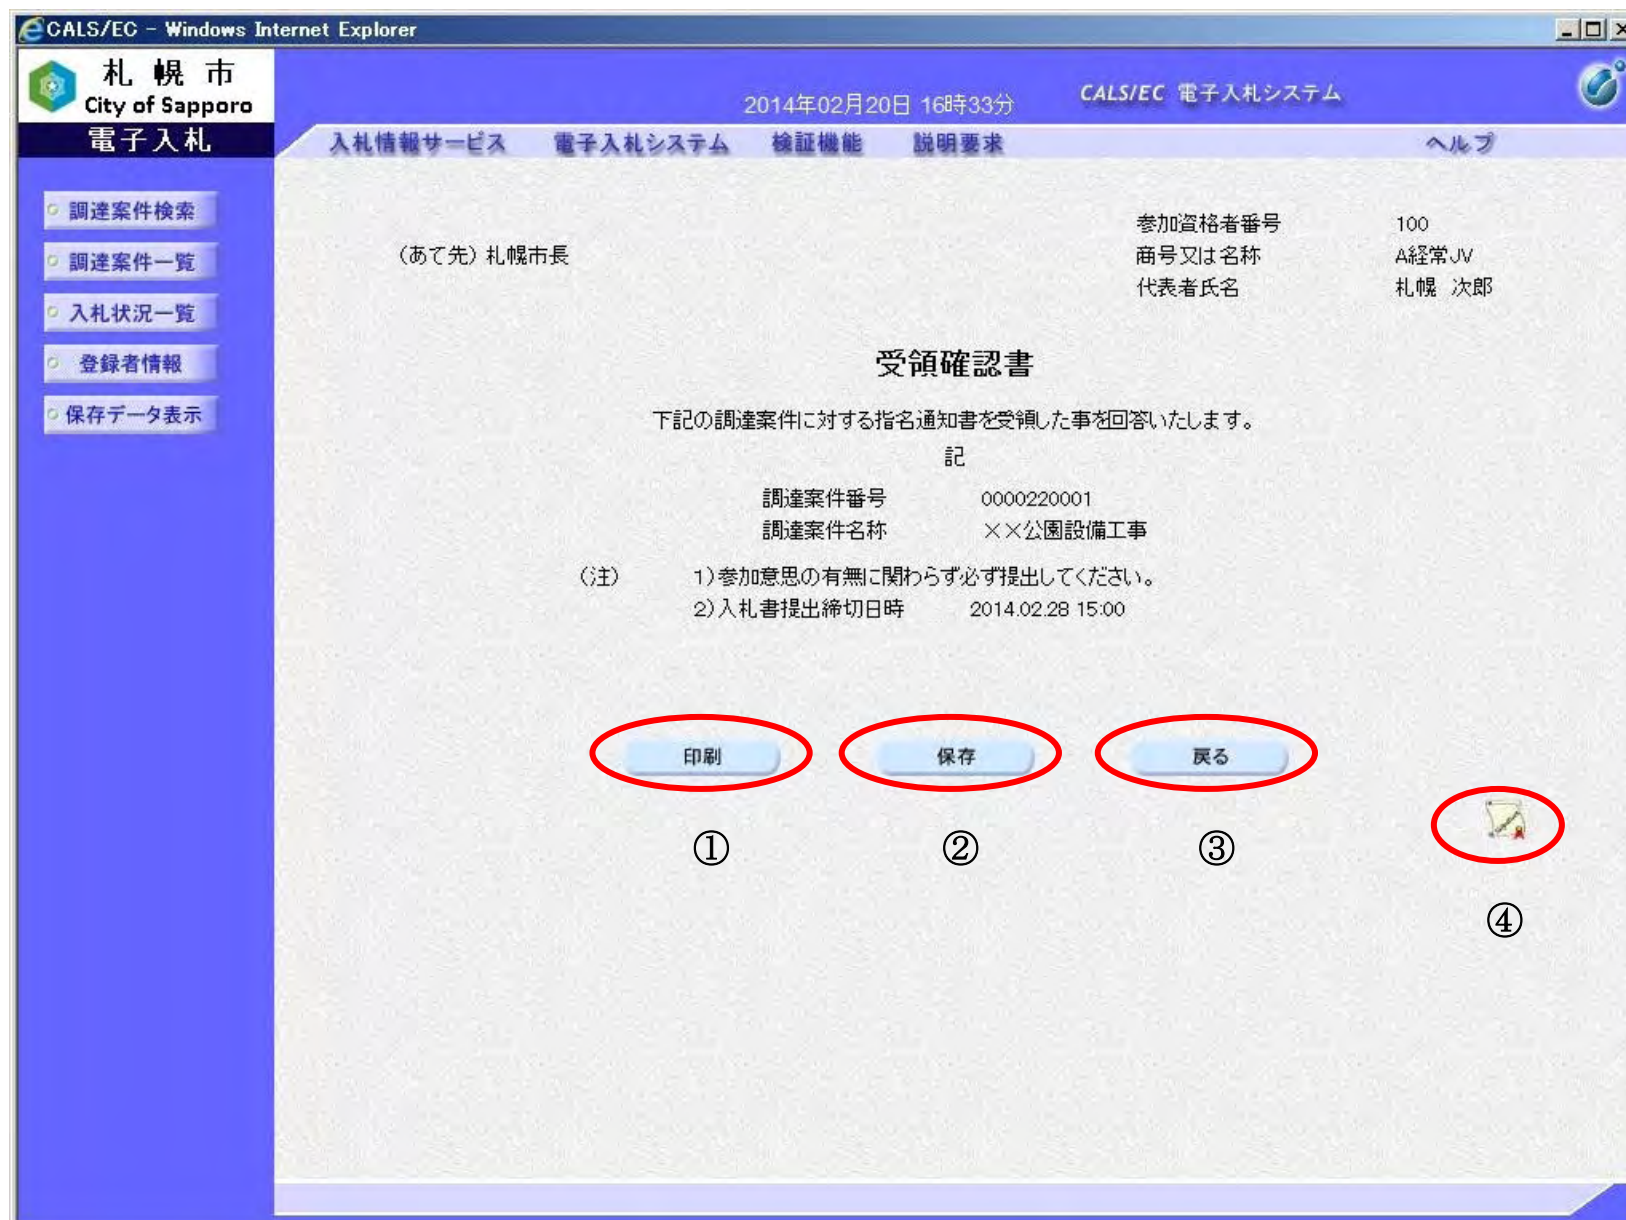 CALS/EC - Windows Internet Explorer
札幌市
City of Sapporo
2014年02月20日 16時33分
CALS/EC 電子入札システム
電子入札
入札情報サービス 電子入札システム 検証機能 説明要求 ヘルプ
調達案件検索
調達案件一覧
入札状況一覧
登録者情報
保存データ表示
参加資格者番号 100
(あて先)札幌市長
商号又は名称 A経常JV
代表者氏名 札幌 次郎
受領確認書
下記の調達案件に対する指名通知書を受領した事を回答いたします。
記
調達案件番号 0000220001
調達案件名称 ××公園設備工事
(注) 1)参加意思の有無に関わらず必ず提出してください。
2)入札書提出締切日時 2014.02.28 15:00
印刷 保存 戻る
① ② ③
④